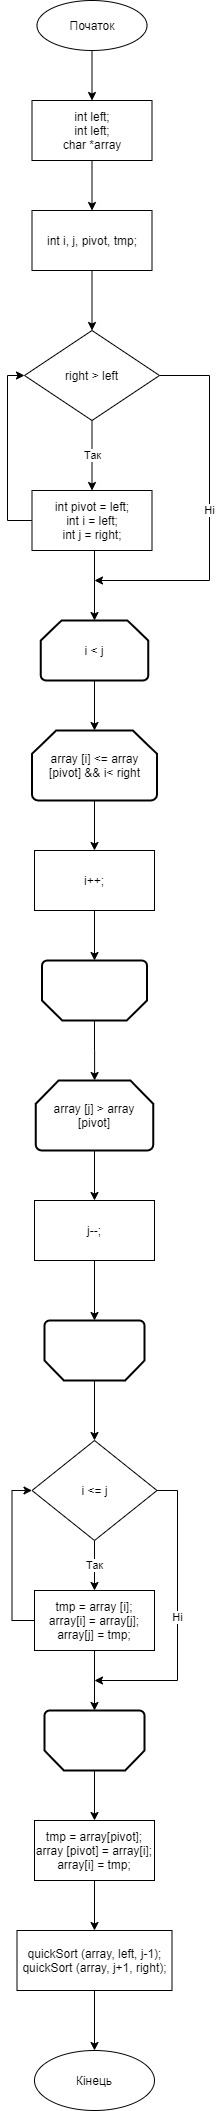 Початок
int left;
int left;
char *array
int i, j, pivot, tmp;
right > left
Так
int pivot = left;
int i = left;
int j = right;
Ні
i < j
array [i] <= array
[pivot] && i< right
i++;
array [j] > array
[pivot]
j--;
i <= j
Так
tmp = array [i];
array[i] = array[j];
array[j] = tmp;
Ні
tmp = array[pivot];
array [pivot] = array[i];
array[i] = tmp;
quickSort (array, left, j-1);
quickSort (array, j+1, right);
Кінець